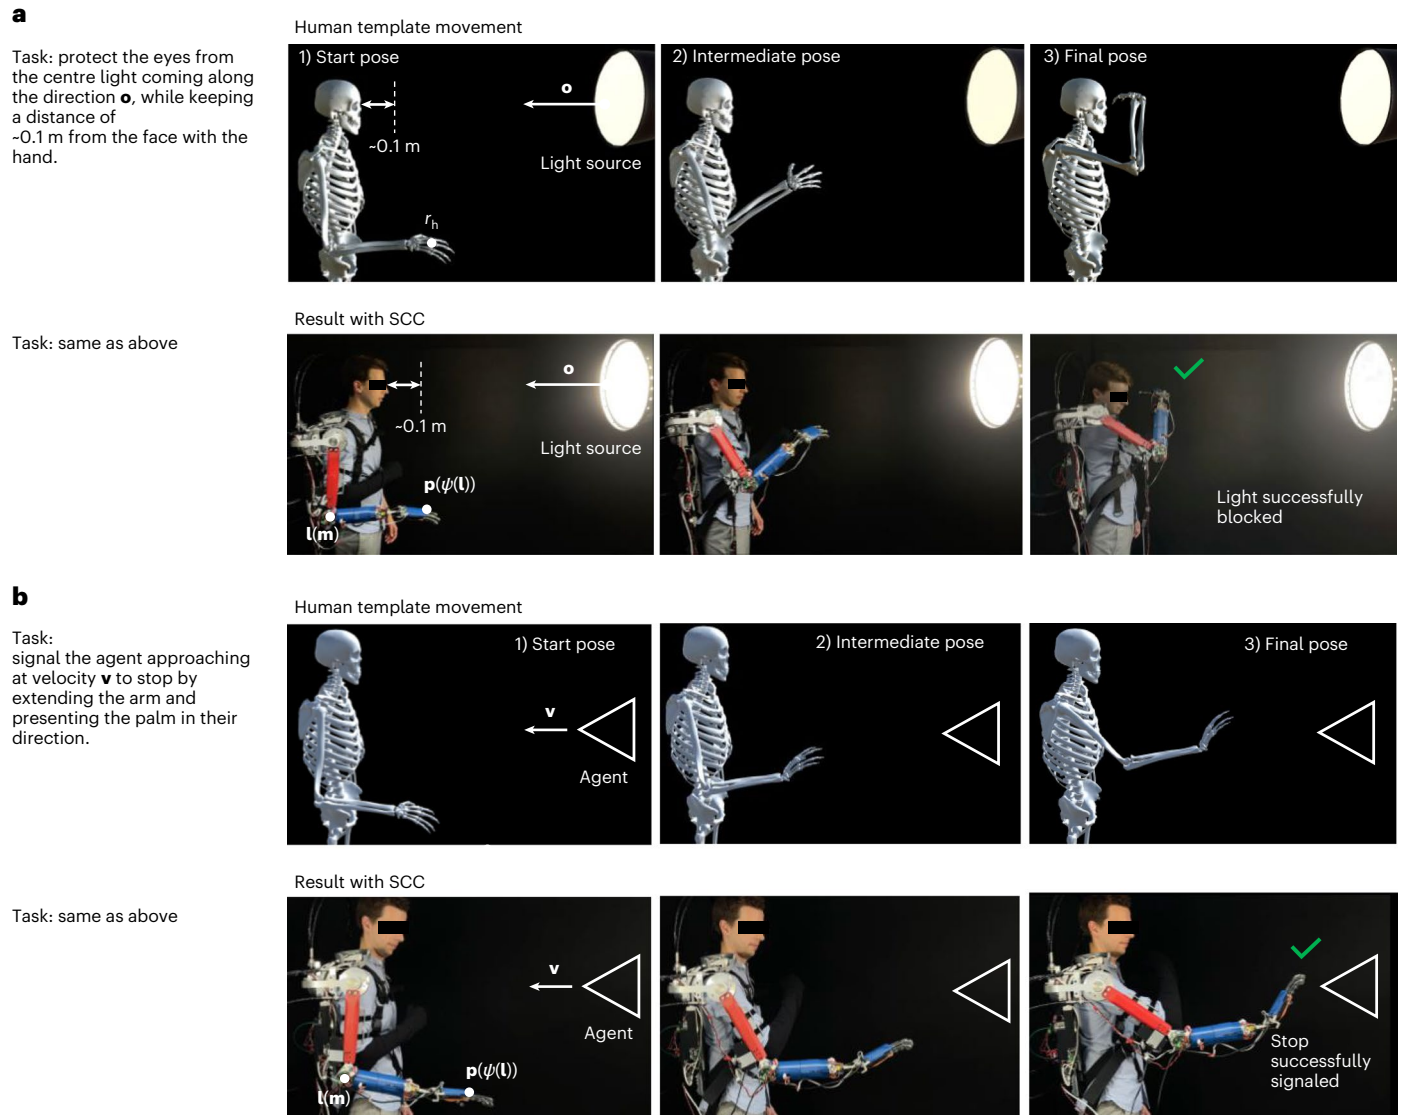 a
Human template movement
Task: protect the eyes from
the centre light coming along
the direction o, while keeping
a distance of
~0.1 m from the face with the
hand.
1) Start pose
o
~0.1 m
Light source
rh
2) Intermediate pose
3) Final pose
Result with SCC
Task: same as above
o
~0.1 m
Light source
p(ψ(l))
l(m)
Light successfully
blocked
b
Human template movement
Task:
signal the agent approaching
at velocity v to stop by
extending the arm and
presenting the palm in their
direction.
1) Start pose
v
Agent
2) Intermediate pose
3) Final pose
Result with SCC
Task: same as above
v
Agent
p(ψ(l))
l(m)
Stop
successfully
signaled